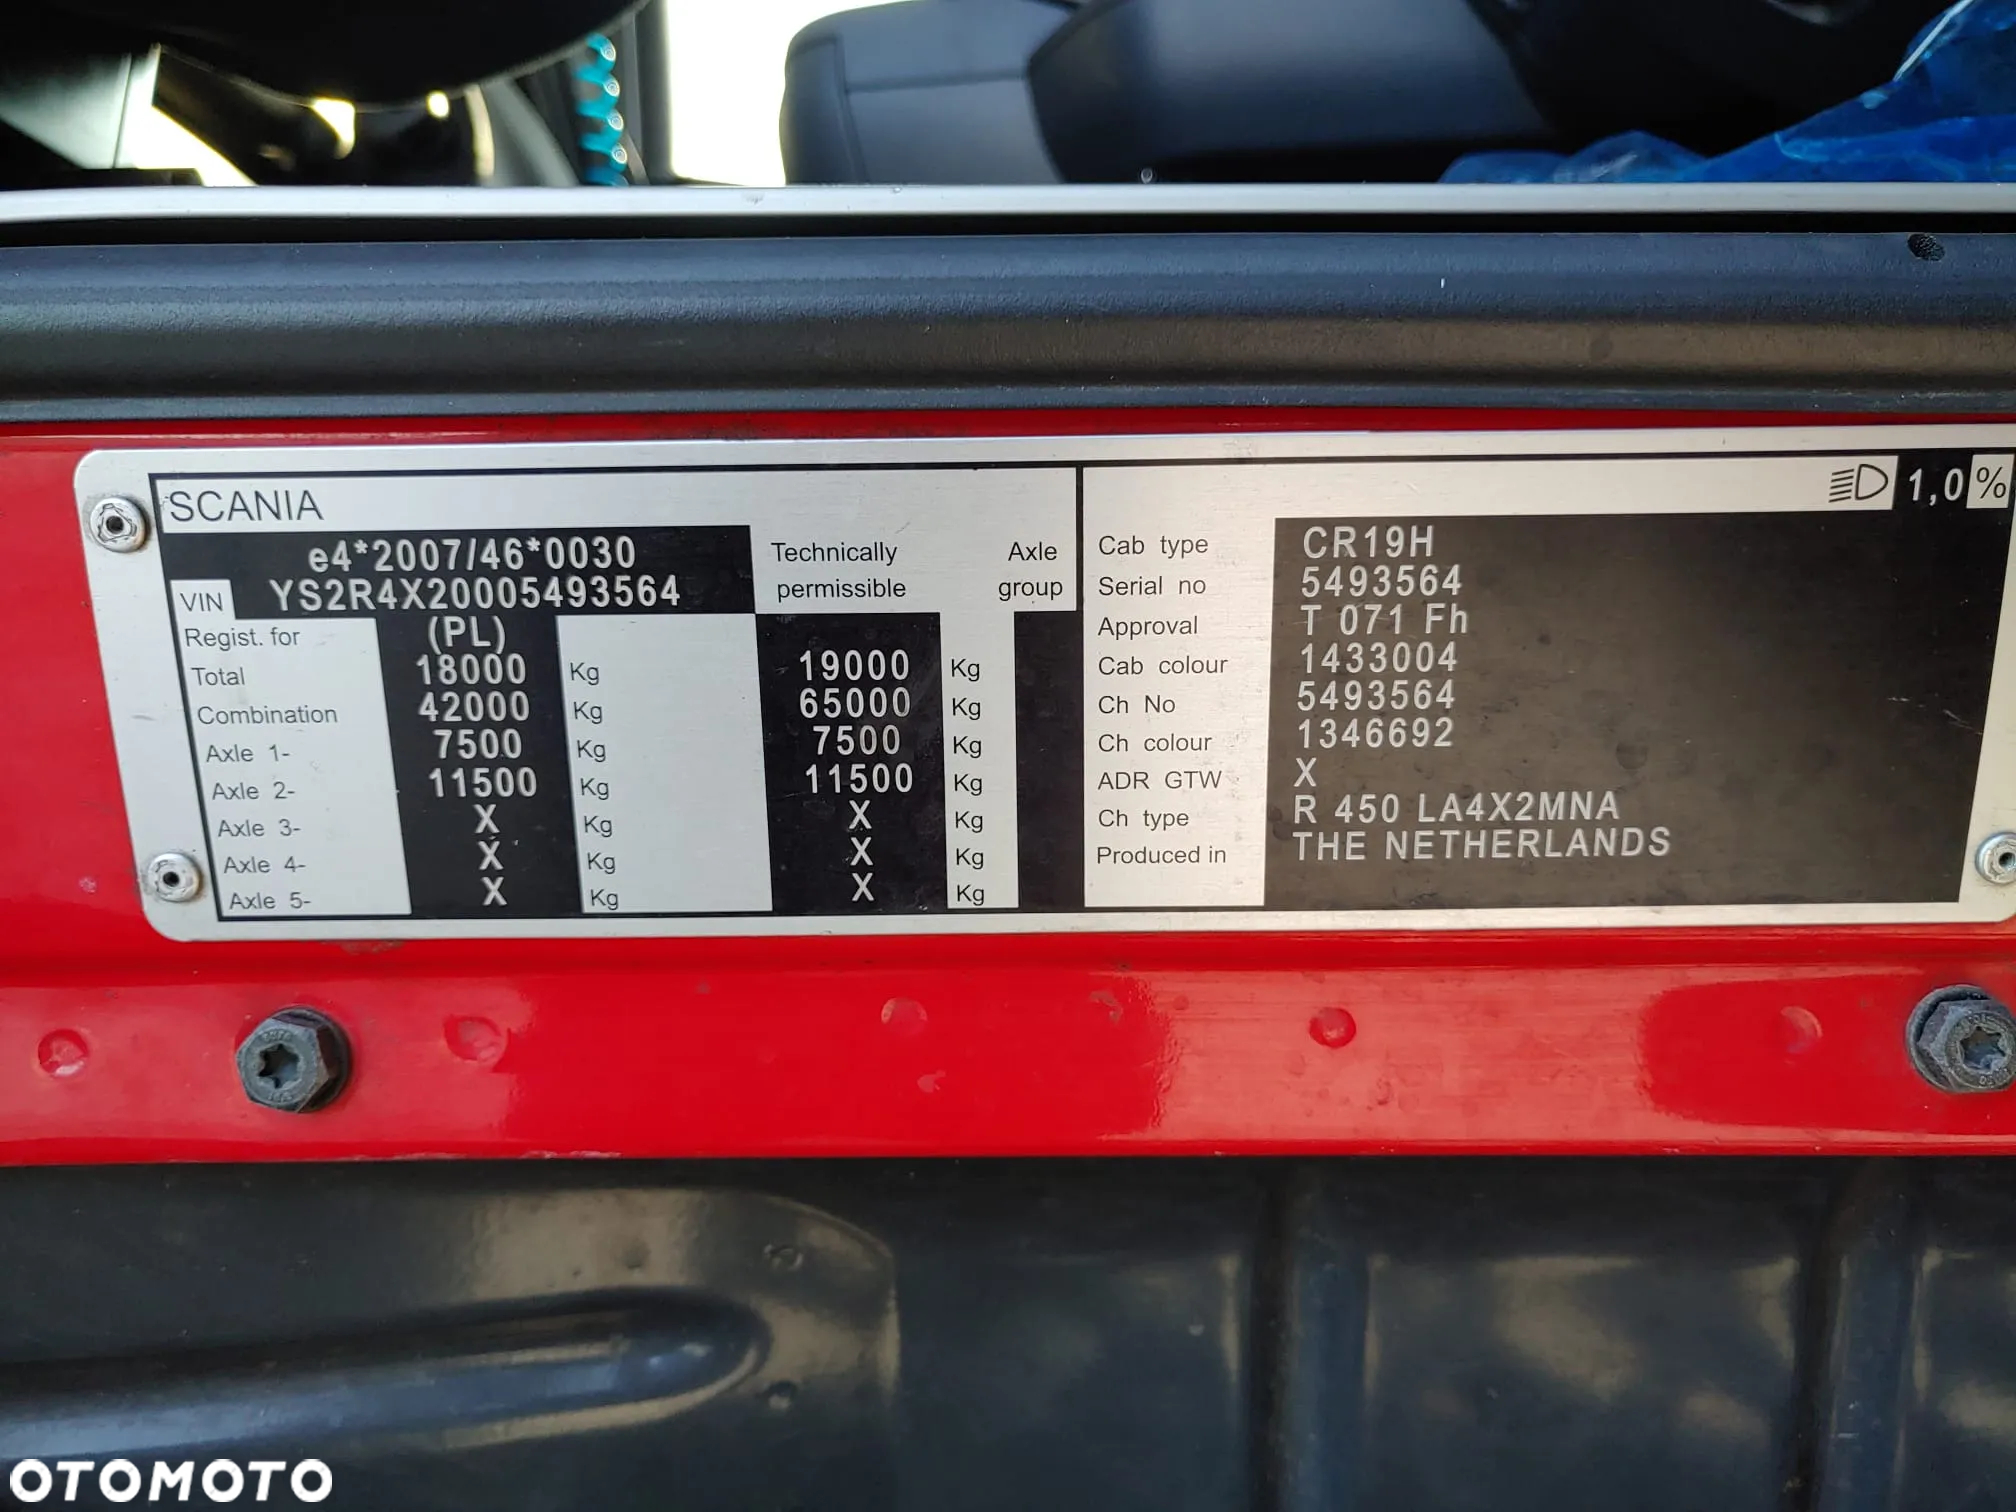 SCANIA
e4*2007/46*0030
VIN YS2R4X20005493564
Technically permissible
Axle group
Regist. for (PL)
Total 18000 Kg 19000 Kg
Combination 42000 Kg 65000 Kg
Axle 1- 7500 Kg 7500 Kg
Axle 2- 11500 Kg 11500 Kg
Axle 3- X Kg X Kg
Axle 4- X Kg X Kg
Axle 5- X Kg X Kg
1,0 %
Cab type CR19H
Serial no 5493564
Approval T 071 Fh
Cab colour 1433004
Ch No 5493564
Ch colour 1346692
ADR GTW X
Ch type R 450 LA4X2MNA
Produced in THE NETHERLANDS
OTOMOTO